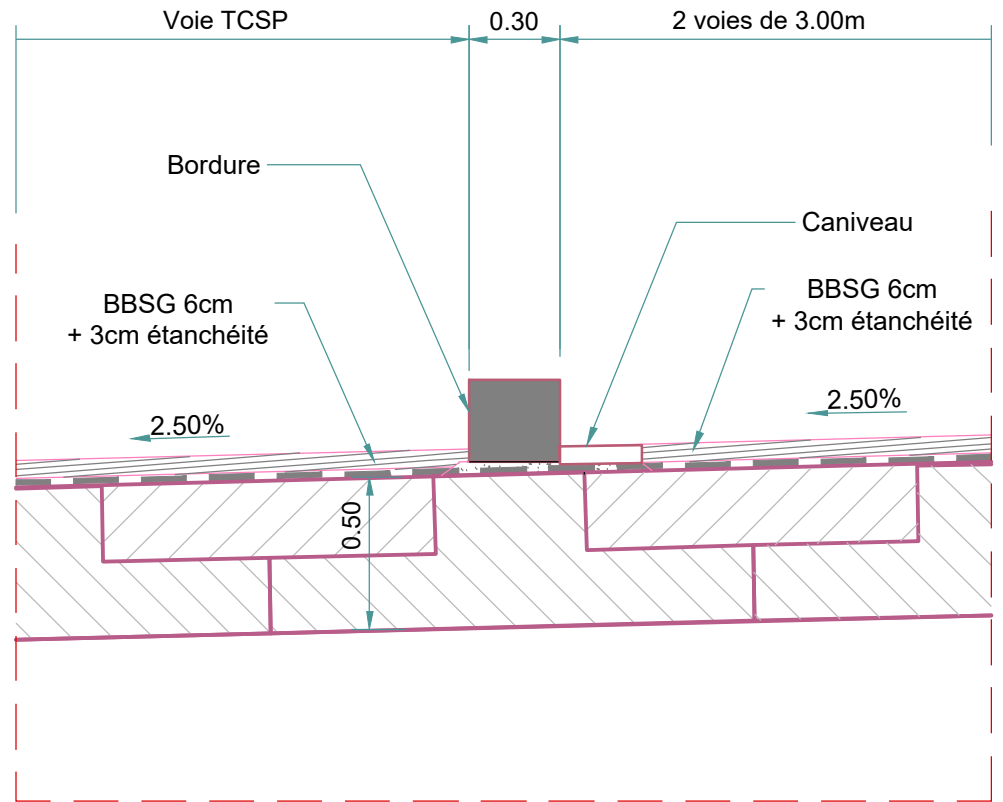 Voie TCSP
0.30
2 voies de 3.00m
Bordure
Caniveau
BBSG 6cm
+ 3cm étanchéité
BBSG 6cm
+ 3cm étanchéité
2.50%
2.50%
0.50